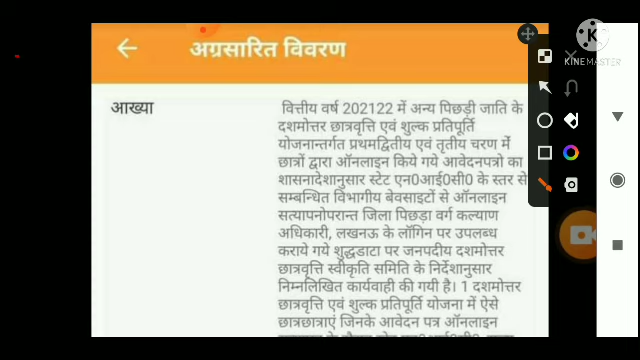 अग्रसारित विवरण
KINEMASTER
आख्या
वित्तीय वर्ष 202122 में अन्य पिछड़ी जाति के
दशमोत्तर छात्रवृत्ति एवं शुल्क प्रतिपूर्ति
योजनान्तर्गत प्रथमद्वितीय एवं तृतीय चरण में
छात्रों द्वारा ऑनलाइन किये गये आवेदनपत्रो का
शासनादेशानुसार स्टेट एन0आई0सी0 के स्तर से
सम्बन्धित विभागीय बेवसाइटों से ऑनलाइन
सत्यापनोपरान्त जिला पिछड़ा वर्ग कल्याण
अधिकारी, लखनऊ के लॉगिन पर उपलब्ध
कराये गये शुद्धडाटा पर जनपदीय दशमोत्तर
छात्रवृत्ति स्वीकृति समिति के निर्देशानुसार
निम्नलिखित कार्यवाही की गयी है। 1 दशमोत्तर
छात्रवृत्ति एवं शुल्क प्रतिपूर्ति योजना में ऐसे
छात्रछात्राएं जिनके आवेदन पत्र ऑनलाइन